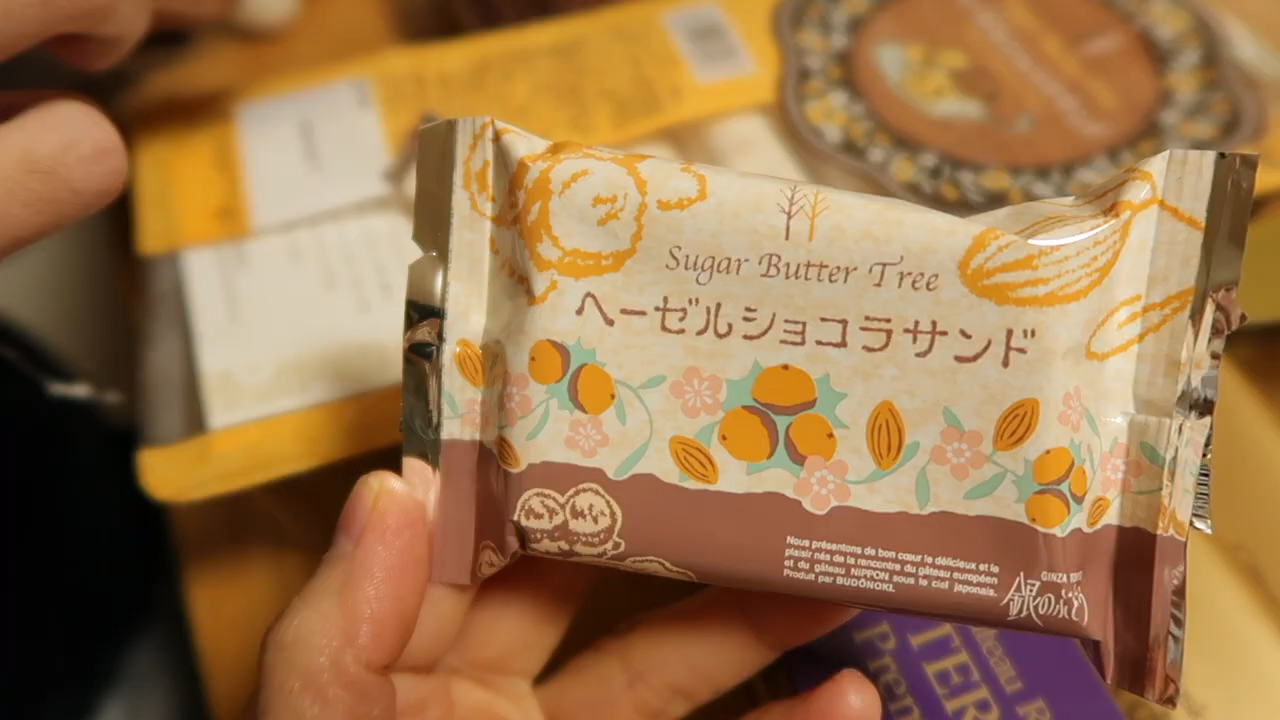 Sugar Butter Tree
ヘーゼルショコラサンド
Nous présentons de bon cœur le délicieux et le
plaisir nés de la rencontre du gâteau européen
et du gâteau NIPPON sous le ciel japonais.
Produit par BUDŌNOKI.
GINZA
銀のぶどう